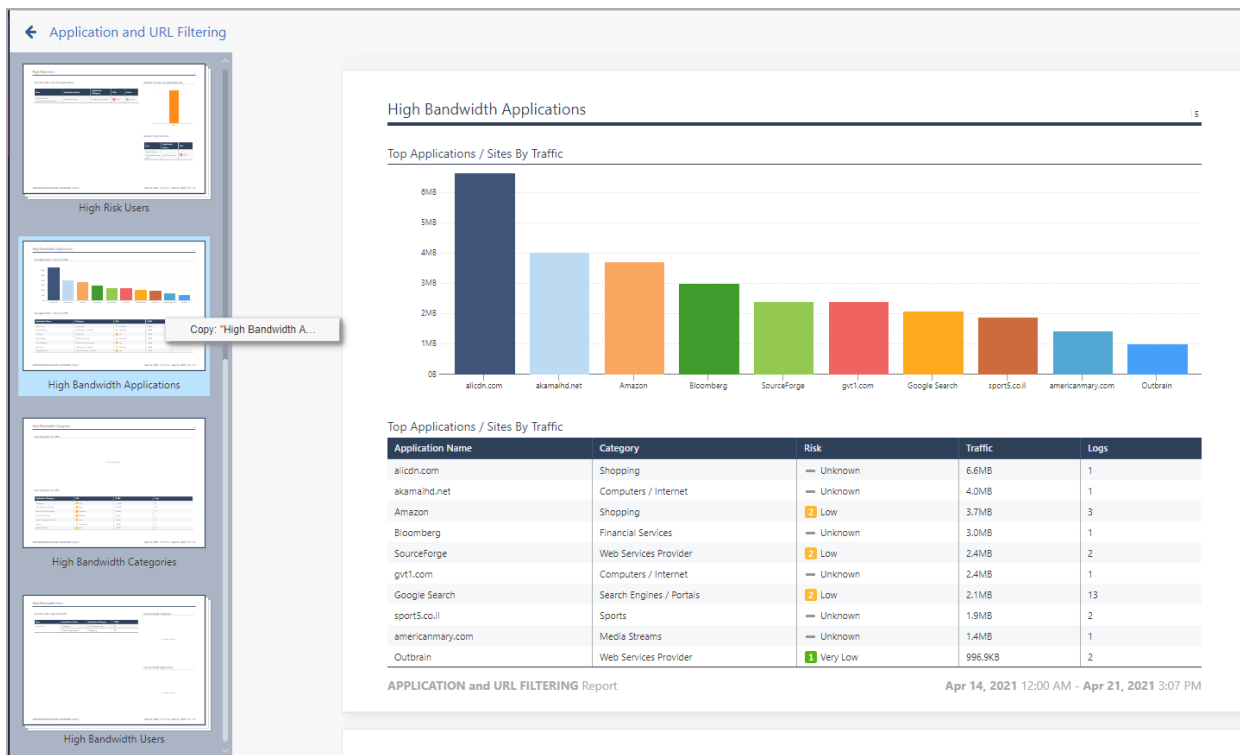 Application and URL Filtering
High Risk Users
High Bandwidth Applications
Copy: "High Bandwidth A...
High Bandwidth Categories
High Bandwidth Users
High Bandwidth Applications
5
Top Applications / Sites By Traffic
6MB
5MB
4MB
3MB
2MB
1MB
0B
alicdn.com akamaihd.net Amazon Bloomberg SourceForge gvt1.com Google Search sport5.co.il americanmary.com Outbrain
Top Applications / Sites By Traffic
Application Name Category Risk Traffic Logs
alicdn.com Shopping Unknown 6.6MB 1
akamaihd.net Computers / Internet Unknown 4.0MB 1
Amazon Shopping 2 Low 3.7MB 3
Bloomberg Financial Services Unknown 3.0MB 1
SourceForge Web Services Provider 2 Low 2.4MB 2
gvt1.com Computers / Internet Unknown 2.4MB 1
Google Search Search Engines / Portals 2 Low 2.1MB 13
sport5.co.il Sports Unknown 1.9MB 2
americanmary.com Media Streams Unknown 1.4MB 1
Outbrain Web Services Provider 1 Very Low 996.9KB 2
APPLICATION and URL FILTERING Report Apr 14, 2021 12:00 AM - Apr 21, 2021 3:07 PM